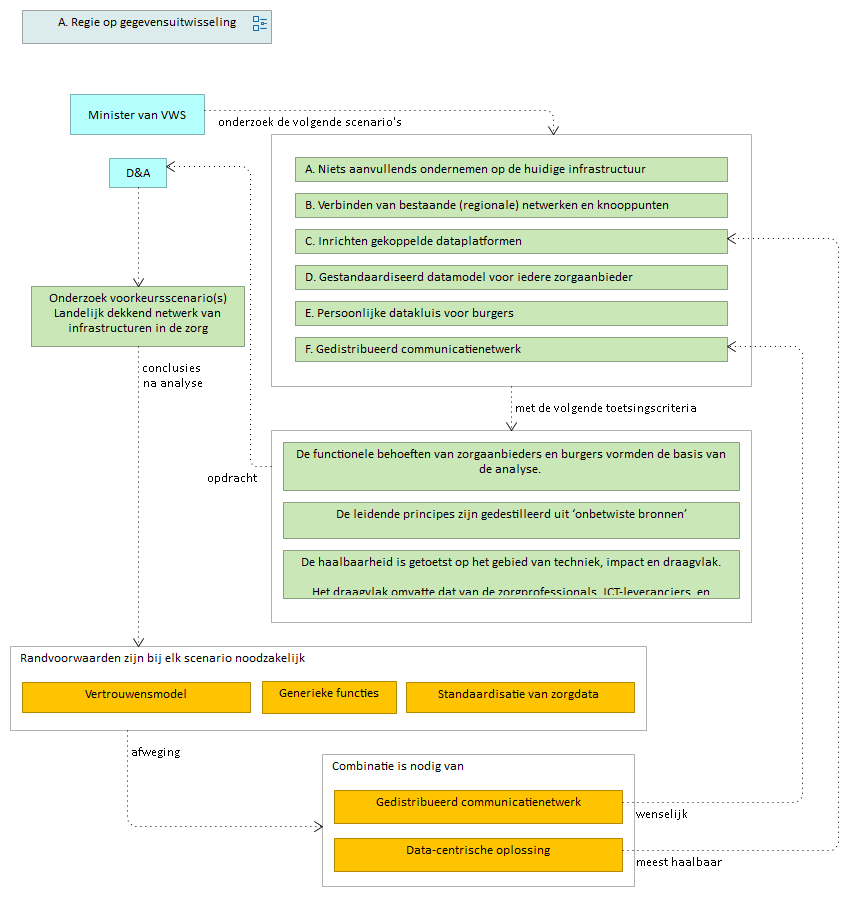 A. Regie op gegevensuitwisseling
Minister van VWS
onderzoek de volgende scenario's
D&A
A. Niets aanvullends ondernemen op de huidige infrastructuur
B. Verbinden van bestaande (regionale) netwerken en knooppunten
C. Inrichten gekoppelde dataplatformen
D. Gestandaardiseerd datamodel voor iedere zorgaanbieder
E. Persoonlijke datakluis voor burgers
F. Gedistribueerd communicatienetwerk
Onderzoek voorkeursscenario(s)
Landelijk dekkend netwerk van
infrastructuren in de zorg
conclusies
na analyse
met de volgende toetsingscriteria
De functionele behoeften van zorgaanbieders en burgers vormden de basis van
de analyse.
opdracht
De leidende principes zijn gedestilleerd uit ‘onbetwiste bronnen’
De haalbaarheid is getoetst op het gebied van techniek, impact en draagvlak.
Het draagvlak omvatte dat van de zorgprofessionals, ICT-leveranciers, en
Randvoorwaarden zijn bij elk scenario noodzakelijk
Vertrouwensmodel
Generieke functies
Standaardisatie van zorgdata
afweging
Combinatie is nodig van
Gedistribueerd communicatienetwerk
wenselijk
Data-centrische oplossing
meest haalbaar